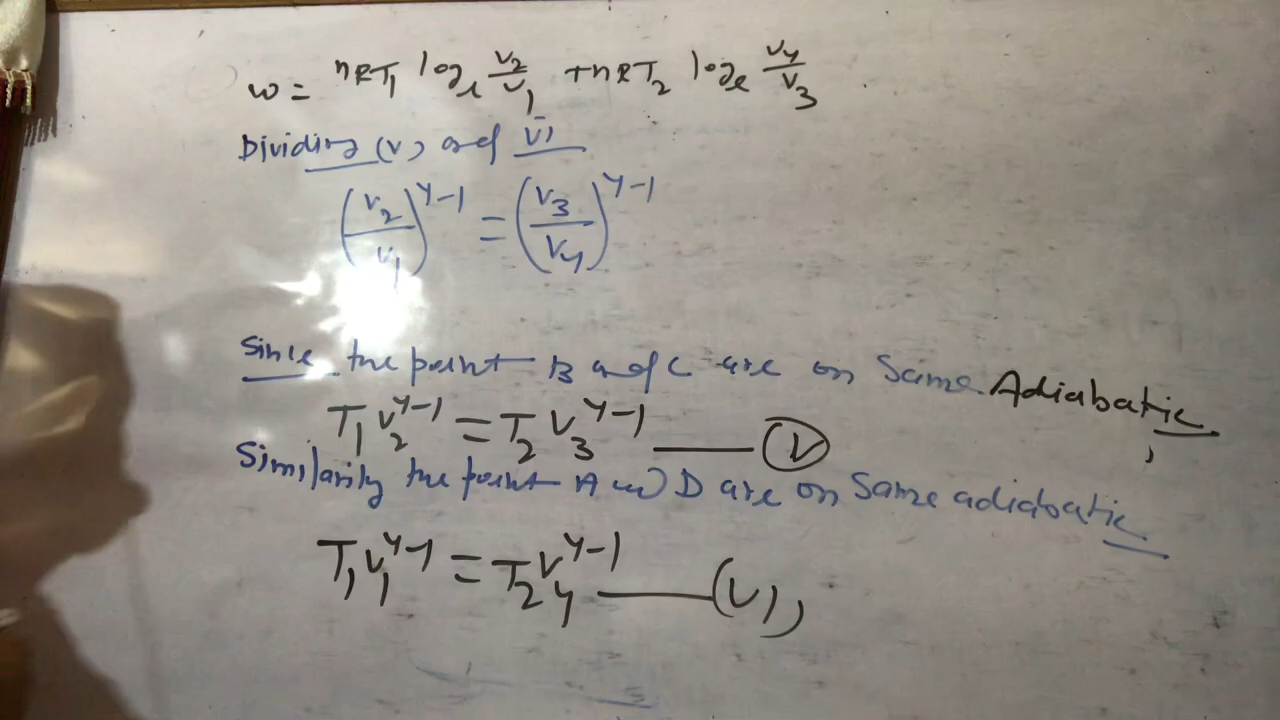 w = nRT₁ logₑ V₂/V₁ + nRT₂ logₑ V₄/V₃
Dividing (V) and VI
(V₂/V₁)^γ-1 = (V₃/V₄)^γ-1
Since the point B and C are on Same Adiabatic,
T₁V₂^γ-1 = T₂V₃^γ-1 —— (V)
Similarity the point A and D are on Same adiabatic
T₁V₁^γ-1 = T₂V₄^γ-1 —— (VI)